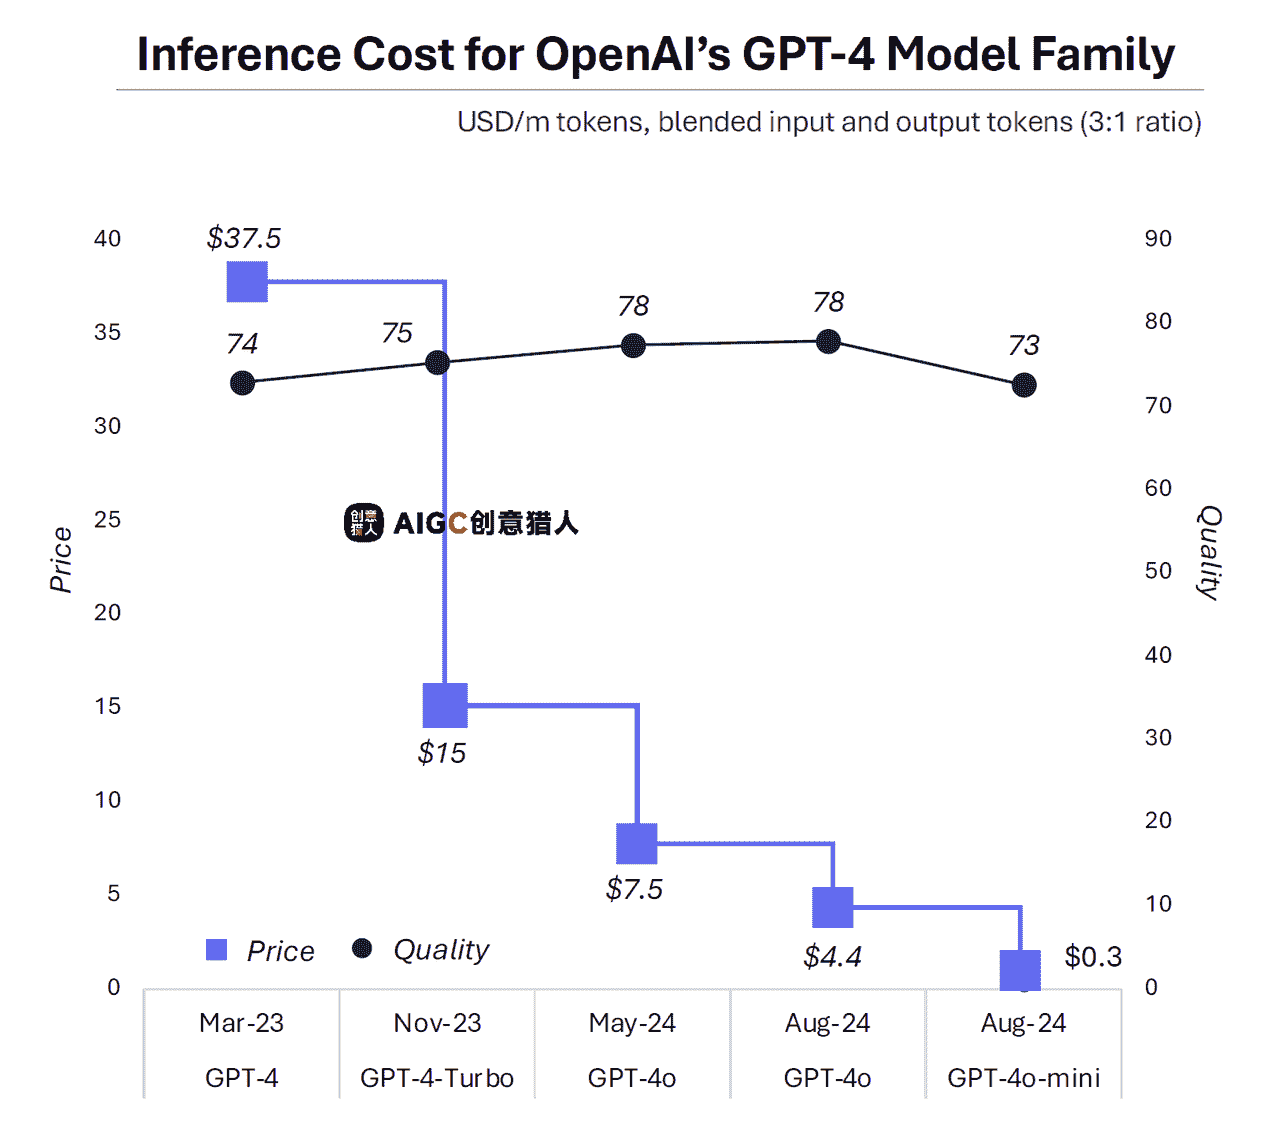 Inference Cost for OpenAI's GPT-4 Model Family
USD/m tokens, blended input and output tokens (3:1 ratio)
40
35
30
25
20
15
10
5
0
Price
$37.5
$15
$7.5
$4.4
$0.3
74
75
78
78
73
创意
猎人
AIGC创意猎人
90
80
70
60
50
40
30
20
10
0
Quality
Price
Quality
Mar-23
Nov-23
May-24
Aug-24
Aug-24
GPT-4
GPT-4-Turbo
GPT-4o
GPT-4o
GPT-4o-mini